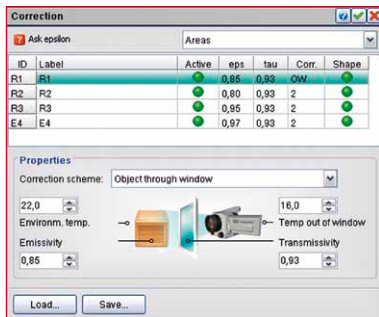 Correction
Ask epsilon Areas
ID Label Active eps tau Corr. Shape
R1 R1 0,85 0,93 OW
R2 R2 0,80 0,93 2
R3 R3 0,95 0,93 2
E4 E4 0,97 0,93 2
Properties
Correction scheme: Object through window
22,0 16,0
Environm. temp. Temp out of window
Emissivity Transmissivity
0,85 0,93
Load... Save...